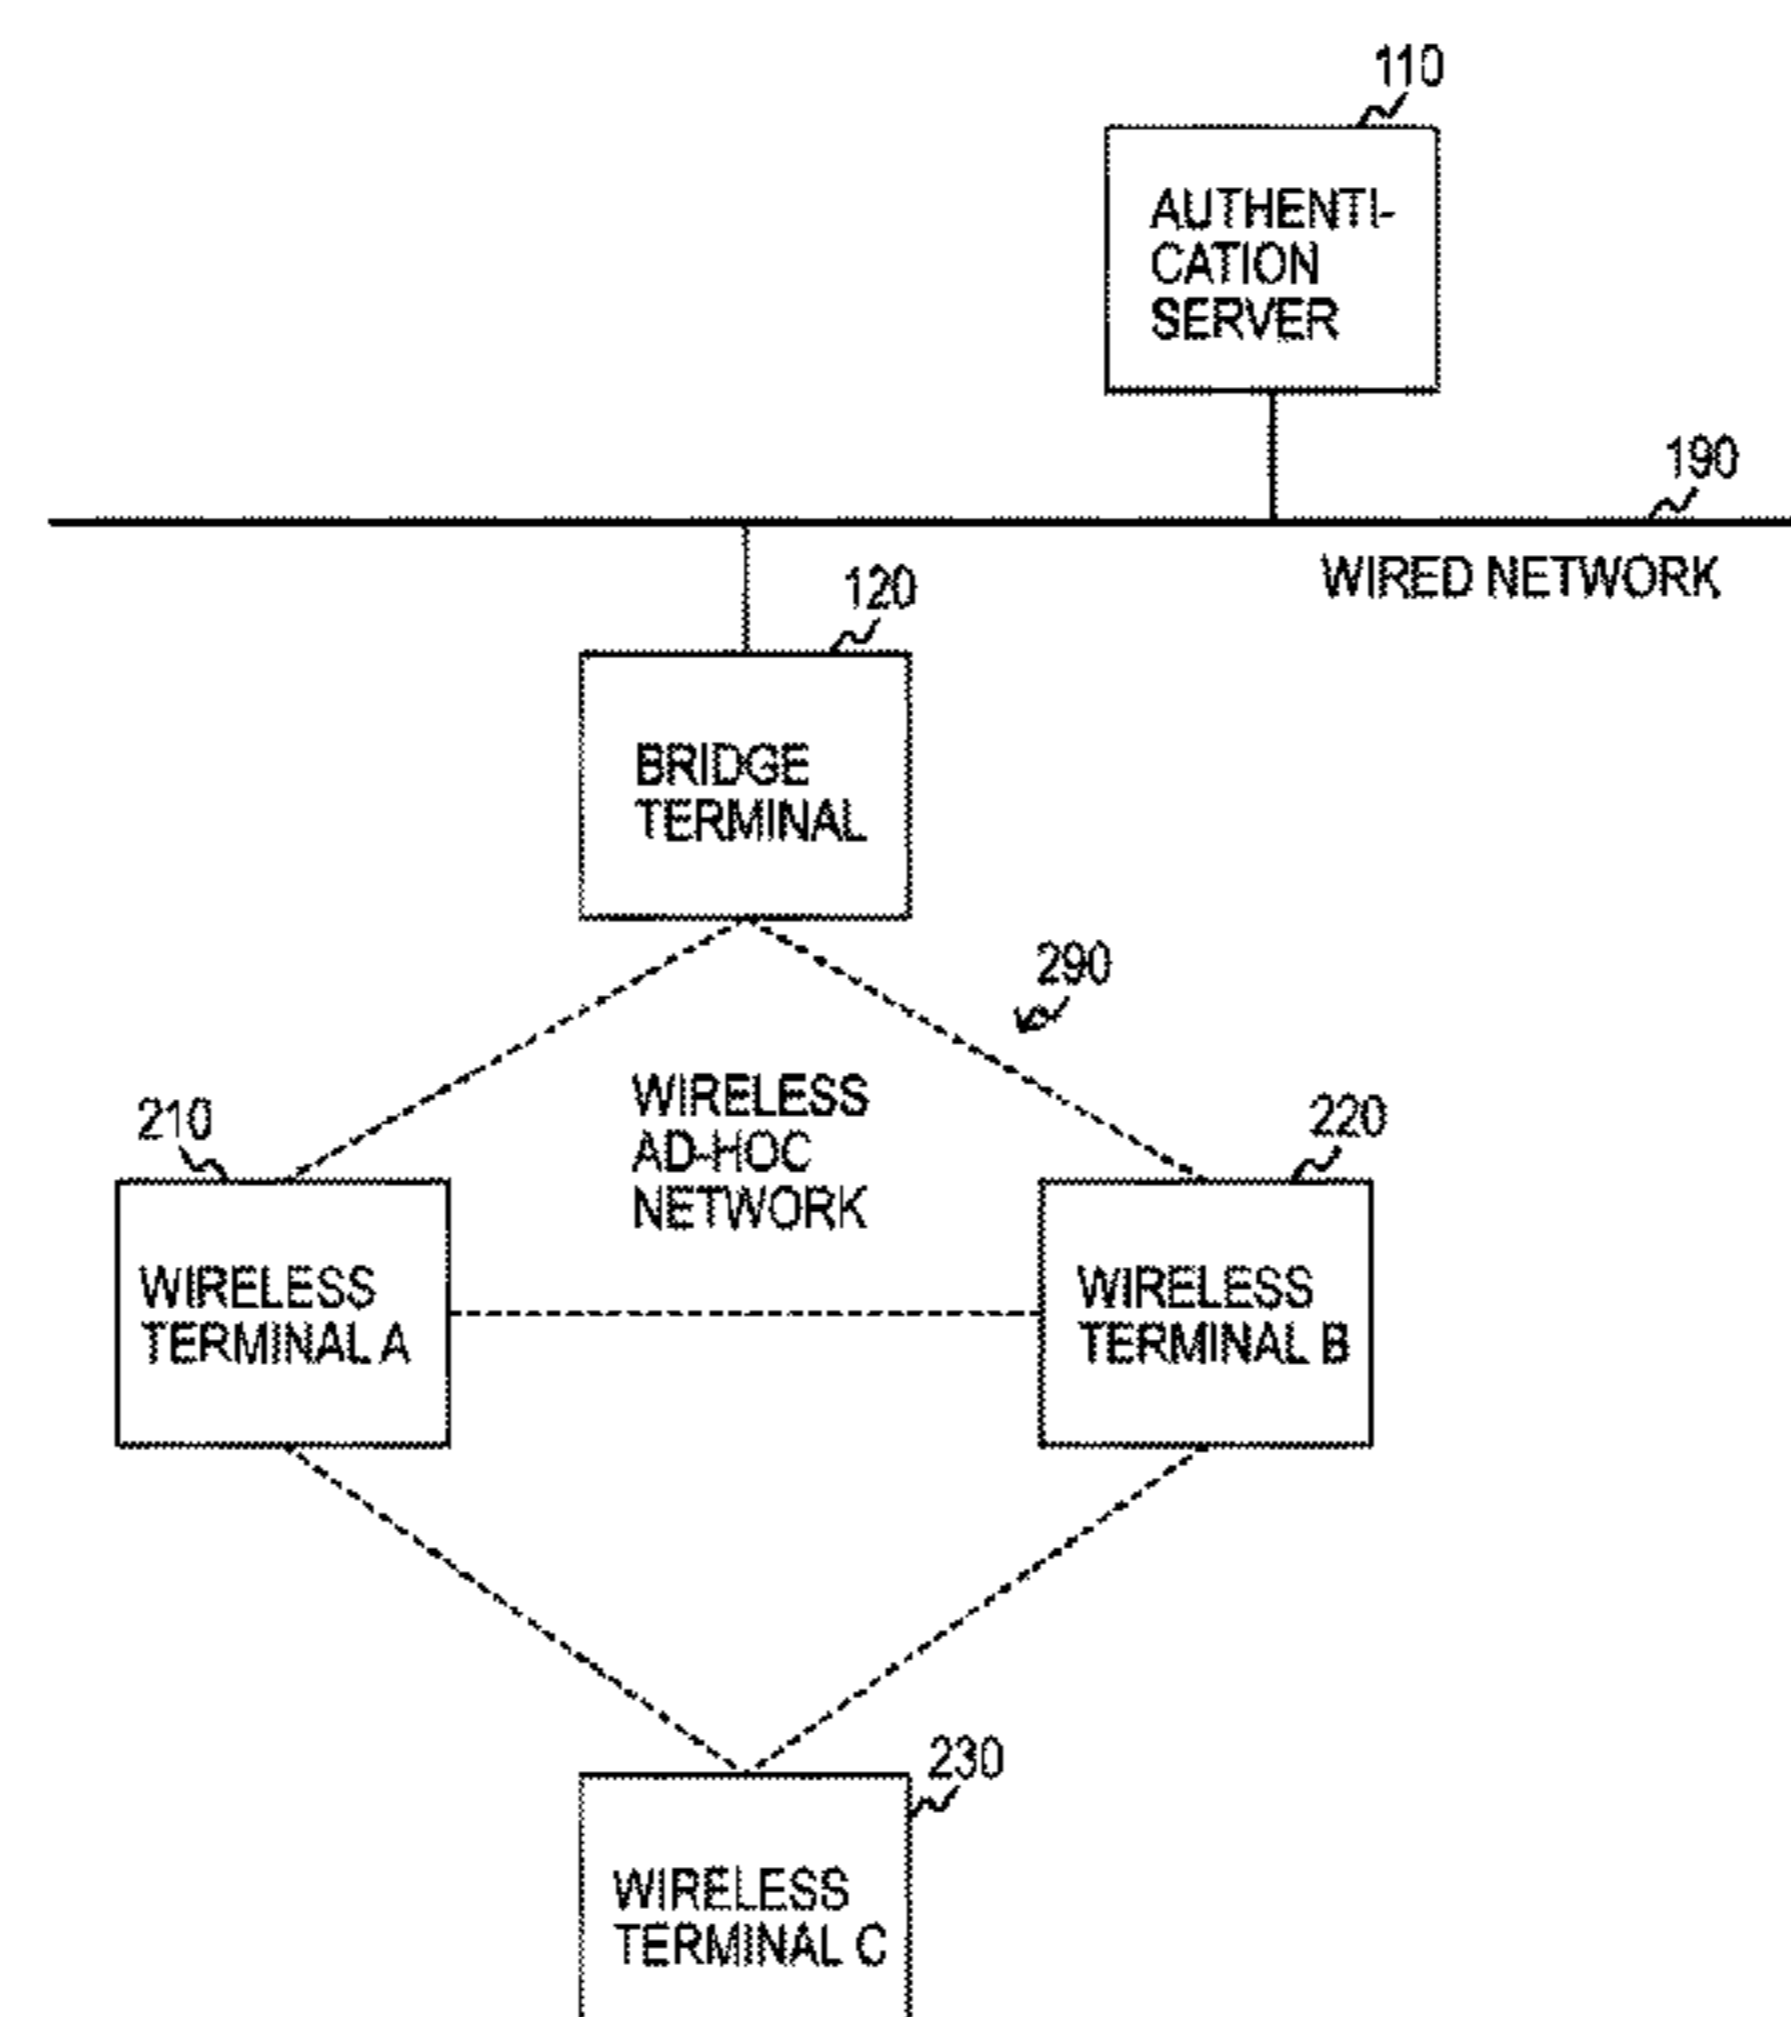 110
AUTHENTI-
CATION
SERVER
190
WIRED NETWORK
120
BRIDGE
TERMINAL
290
WIRELESS
AD-HOC
NETWORK
210
WIRELESS
TERMINAL A
220
WIRELESS
TERMINAL B
230
WIRELESS
TERMINAL C